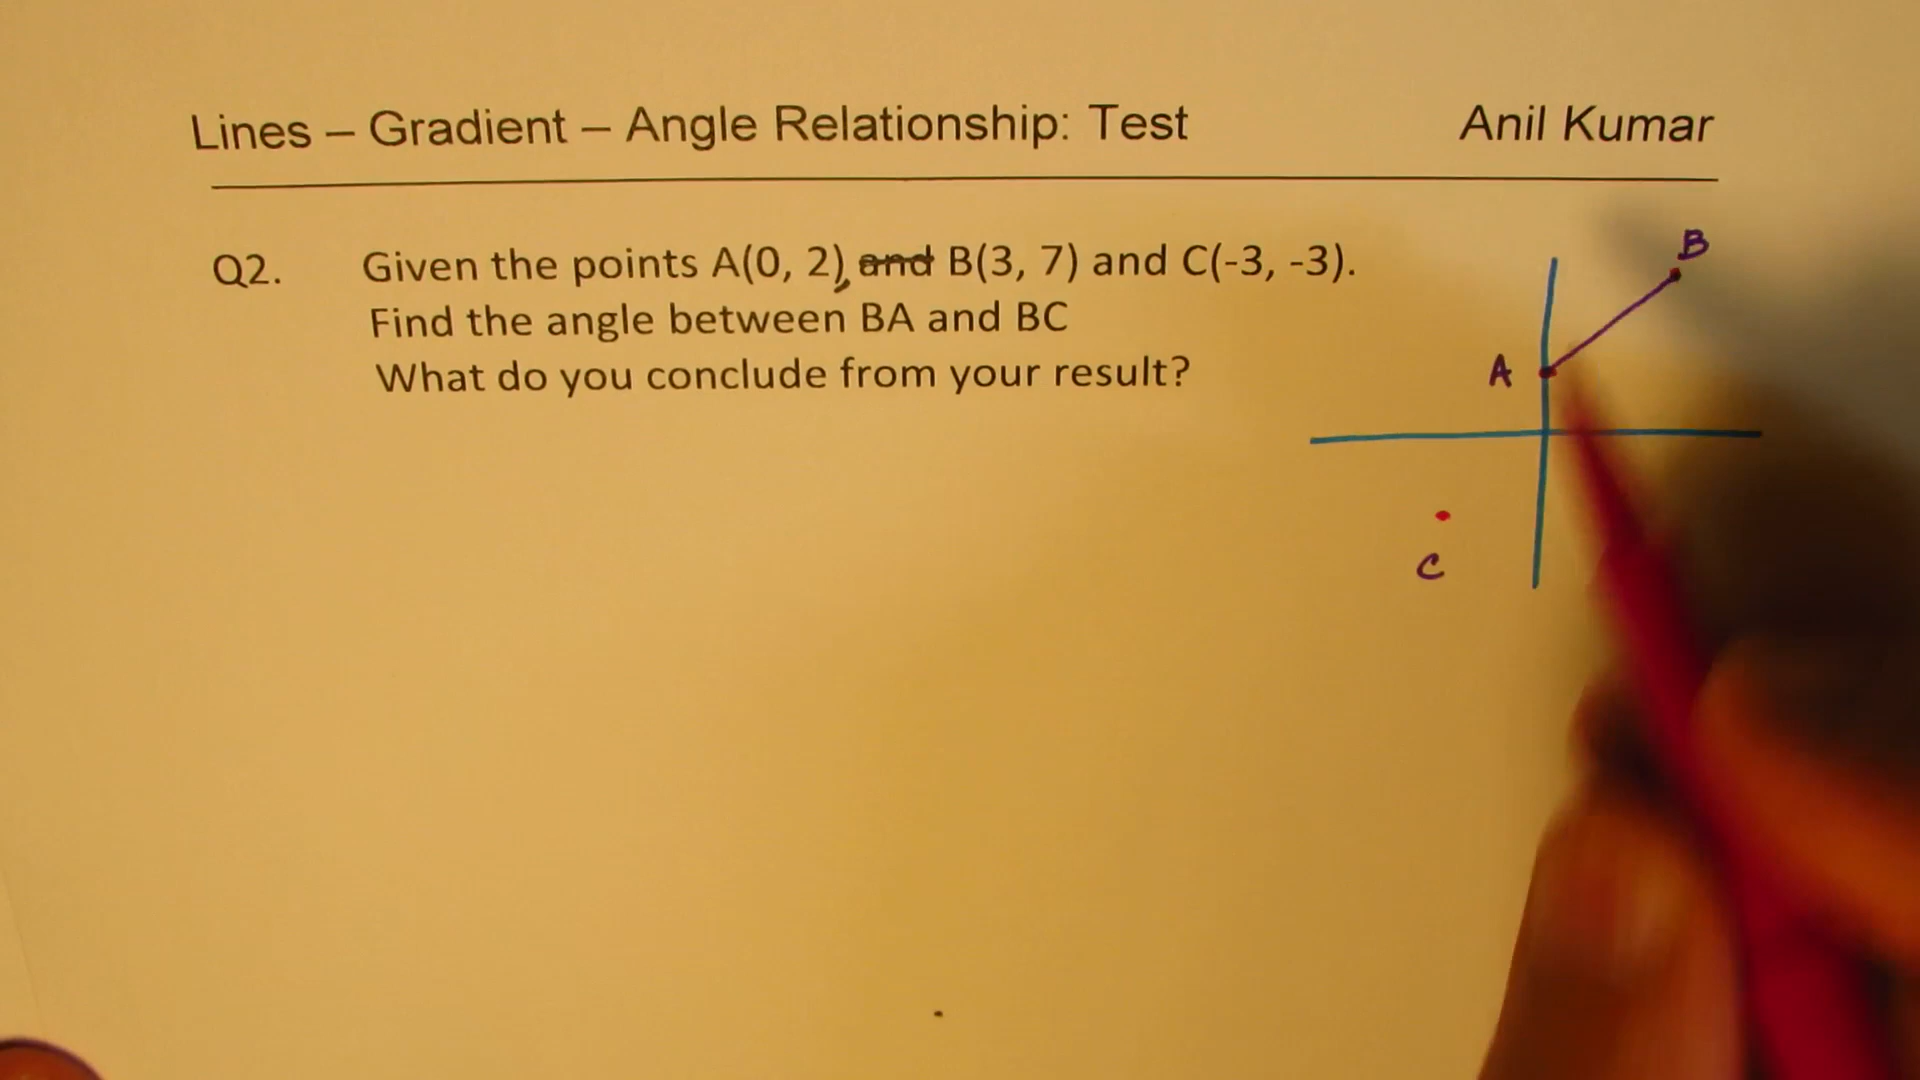 Lines – Gradient – Angle Relationship: Test Anil Kumar
Q2. Given the points A(0, 2), and B(3, 7) and C(-3, -3).
Find the angle between BA and BC
What do you conclude from your result?
B
A
C